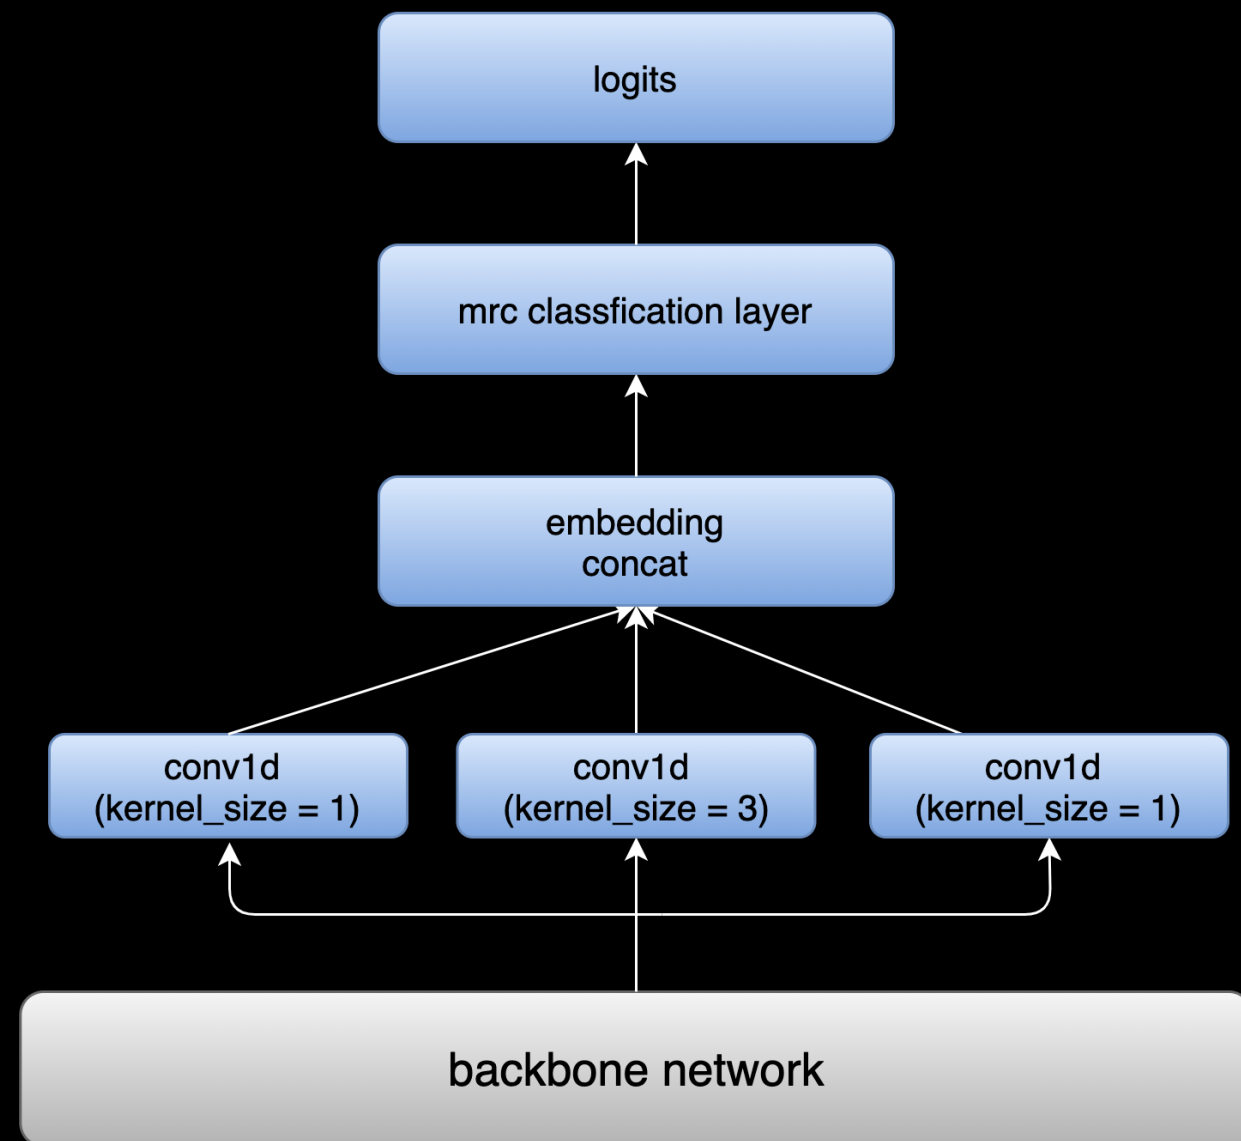 logits
mrc classfication layer
embedding
concat
conv1d
(kernel_size = 1)
conv1d
(kernel_size = 3)
conv1d
(kernel_size = 1)
backbone network